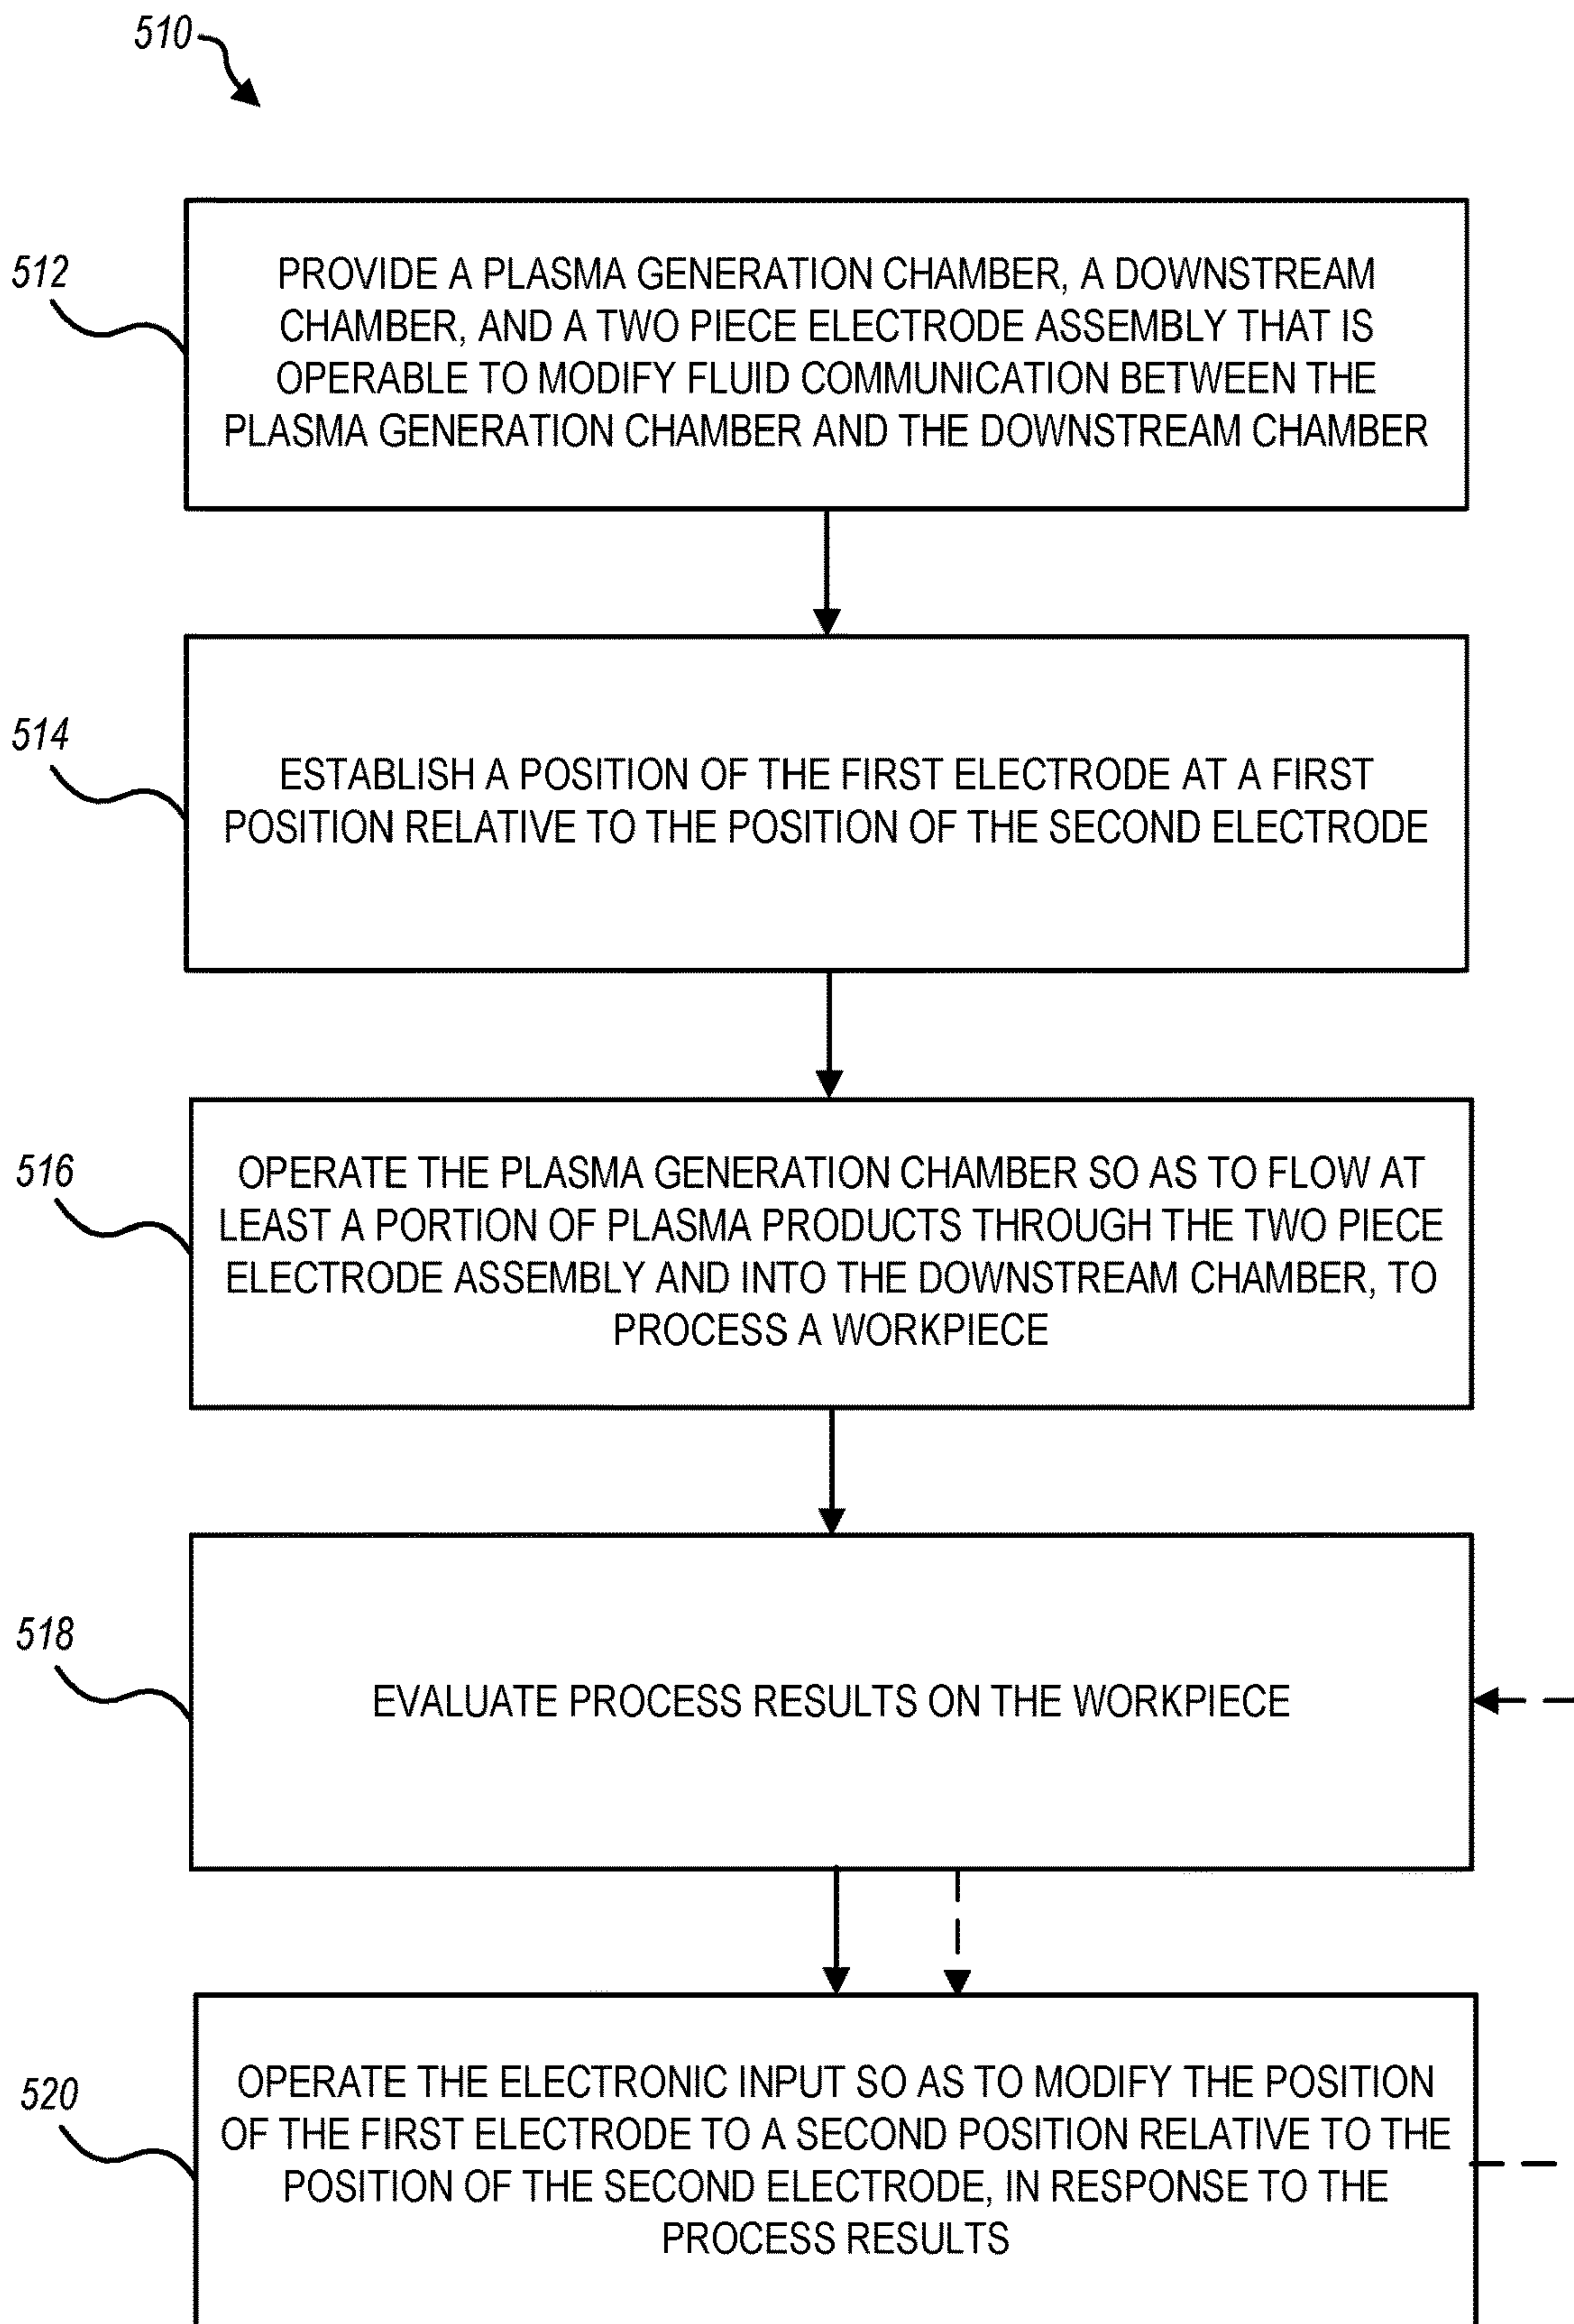 510
512
PROVIDE A PLASMA GENERATION CHAMBER, A DOWNSTREAM
CHAMBER, AND A TWO PIECE ELECTRODE ASSEMBLY THAT IS
OPERABLE TO MODIFY FLUID COMMUNICATION BETWEEN THE
PLASMA GENERATION CHAMBER AND THE DOWNSTREAM CHAMBER
514
ESTABLISH A POSITION OF THE FIRST ELECTRODE AT A FIRST
POSITION RELATIVE TO THE POSITION OF THE SECOND ELECTRODE
516
OPERATE THE PLASMA GENERATION CHAMBER SO AS TO FLOW AT
LEAST A PORTION OF PLASMA PRODUCTS THROUGH THE TWO PIECE
ELECTRODE ASSEMBLY AND INTO THE DOWNSTREAM CHAMBER, TO
PROCESS A WORKPIECE
518
EVALUATE PROCESS RESULTS ON THE WORKPIECE
520
OPERATE THE ELECTRONIC INPUT SO AS TO MODIFY THE POSITION
OF THE FIRST ELECTRODE TO A SECOND POSITION RELATIVE TO THE
POSITION OF THE SECOND ELECTRODE, IN RESPONSE TO THE
PROCESS RESULTS